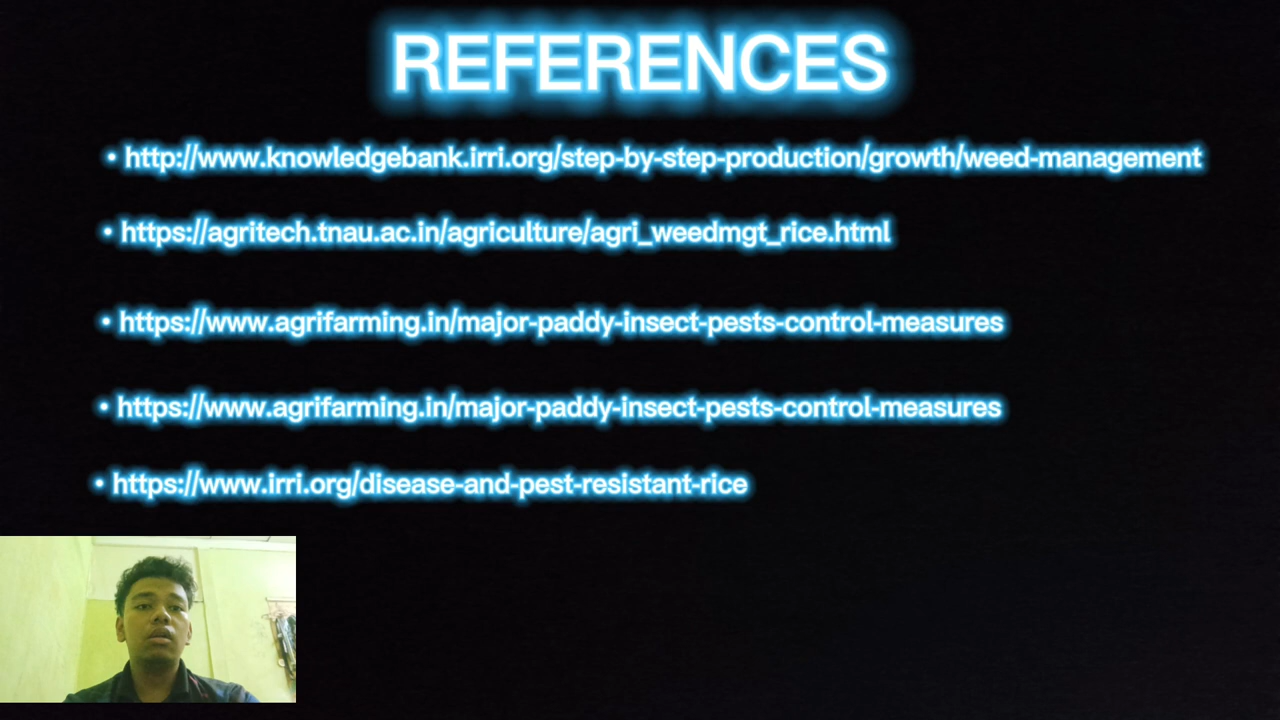 REFERENCES
• http://www.knowledgebank.irri.org/step-by-step-production/growth/weed-management
• https://agritech.tnau.ac.in/agriculture/agri_weedmgt_rice.html
• https://www.agrifarming.in/major-paddy-insect-pests-control-measures
• https://www.agrifarming.in/major-paddy-insect-pests-control-measures
• https://www.irri.org/disease-and-pest-resistant-rice